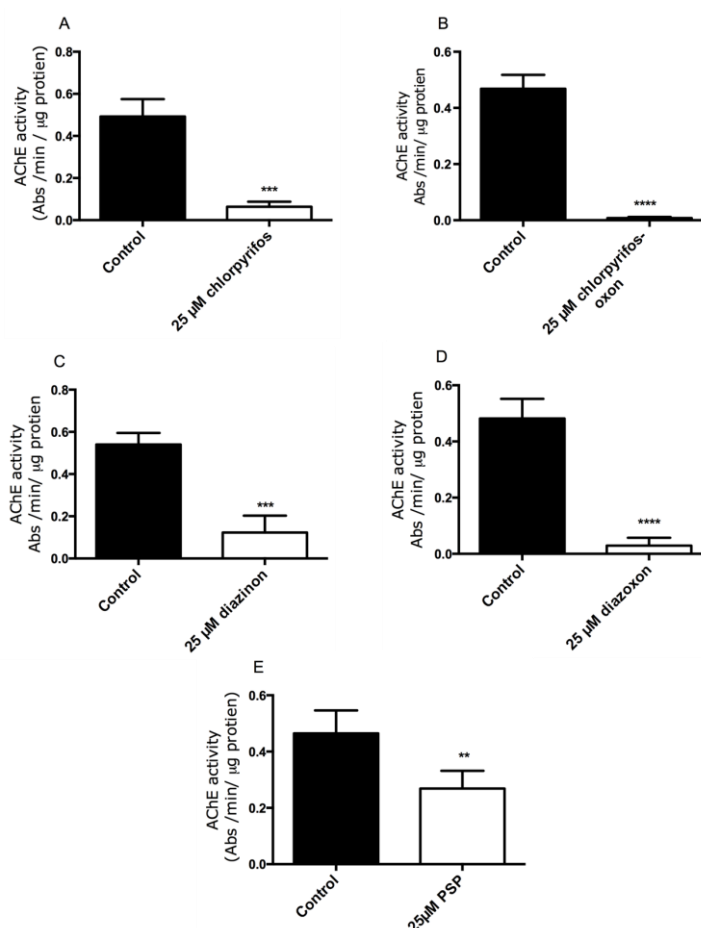 A
AChE activity
(Abs /min / μg protien)
0.8
0.6
0.4
0.2
0.0
***
Control
25 µM chlorpyrifos
B
AChE activity
Abs /min/ μg protien
0.6
0.4
0.2
0.0
****
Control
25 µM chlorpyrifos-
oxon
C
AChE activity
Abs /min/ μg protien
0.8
0.6
0.4
0.2
0.0
***
Control
25 µM diazinon
D
AChE activity
Abs /min/ μg protien
0.6
0.4
0.2
0.0
****
Control
25 µM diazoxon
E
AChE activity
(Abs /min/ μg protien)
0.6
0.4
0.2
0.0
**
Control
25µM PSP